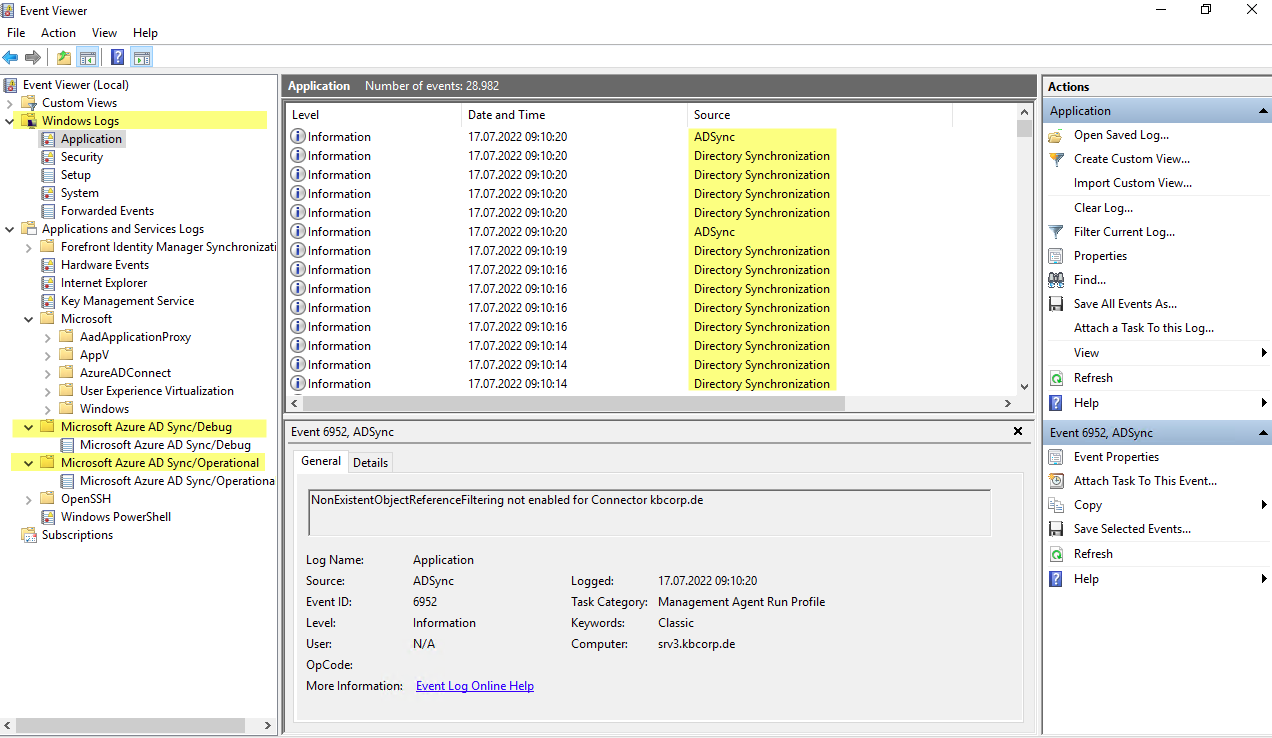 Event Viewer
File Action View Help
Event Viewer (Local)
Custom Views
Windows Logs
Application
Security
Setup
System
Forwarded Events
Applications and Services Logs
Forefront Identity Manager Synchronizati
Hardware Events
Internet Explorer
Key Management Service
Microsoft
AadApplicationProxy
AppV
AzureADConnect
User Experience Virtualization
Windows
Microsoft Azure AD Sync/Debug
Microsoft Azure AD Sync/Debug
Microsoft Azure AD Sync/Operational
Microsoft Azure AD Sync/Operationa
OpenSSH
Windows PowerShell
Subscriptions
Application Number of events: 28.982
Level Date and Time Source
Information 17.07.2022 09:10:20 ADSync
Information 17.07.2022 09:10:20 Directory Synchronization
Information 17.07.2022 09:10:20 Directory Synchronization
Information 17.07.2022 09:10:20 Directory Synchronization
Information 17.07.2022 09:10:20 Directory Synchronization
Information 17.07.2022 09:10:20 ADSync
Information 17.07.2022 09:10:19 Directory Synchronization
Information 17.07.2022 09:10:16 Directory Synchronization
Information 17.07.2022 09:10:16 Directory Synchronization
Information 17.07.2022 09:10:16 Directory Synchronization
Information 17.07.2022 09:10:16 Directory Synchronization
Information 17.07.2022 09:10:14 Directory Synchronization
Information 17.07.2022 09:10:14 Directory Synchronization
Information 17.07.2022 09:10:14 Directory Synchronization
Event 6952, ADSync
General Details
NonExistentObjectReferenceFiltering not enabled for Connector kbcorp.de
Log Name: Application
Source: ADSync Logged: 17.07.2022 09:10:20
Event ID: 6952 Task Category: Management Agent Run Profile
Level: Information Keywords: Classic
User: N/A Computer: srv3.kbcorp.de
OpCode:
More Information: Event Log Online Help
Actions
Application
Open Saved Log...
Create Custom View...
Import Custom View...
Clear Log...
Filter Current Log...
Properties
Find...
Save All Events As...
Attach a Task To this Log...
View
Refresh
Help
Event 6952, ADSync
Event Properties
Attach Task To This Event...
Copy
Save Selected Events...
Refresh
Help